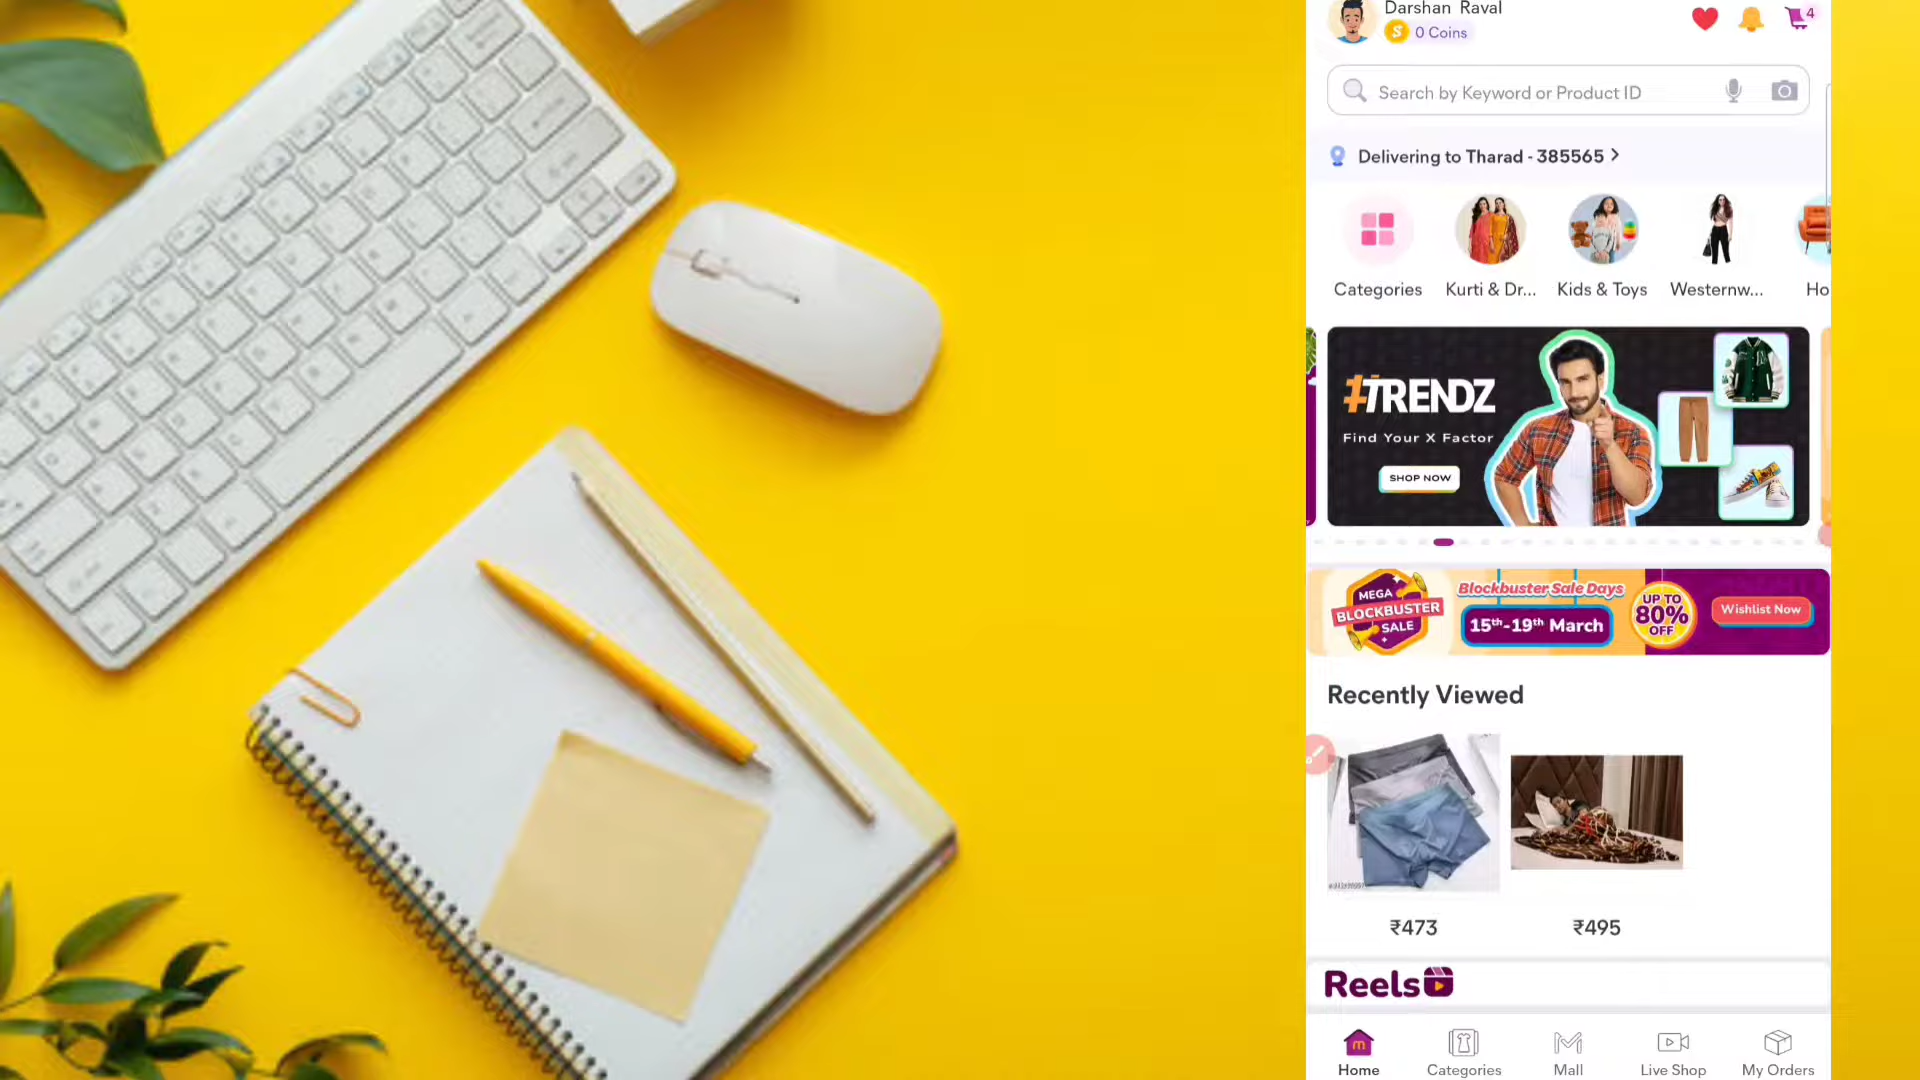 Darshan Raval
0 Coins
4
Search by Keyword or Product ID
Delivering to Tharad - 385565
Categories
Kurti & Dr...
Kids & Toys
Westernw...
Ho
#TRENDZ
Find Your X Factor
SHOP NOW
MEGA
BLOCKBUSTER
SALE
Blockbuster Sale Days
15th-19th March
UP TO
80%
OFF
Wishlist Now
Recently Viewed
₹473
₹495
Reels
Home
Categories
Mall
Live Shop
My Orders